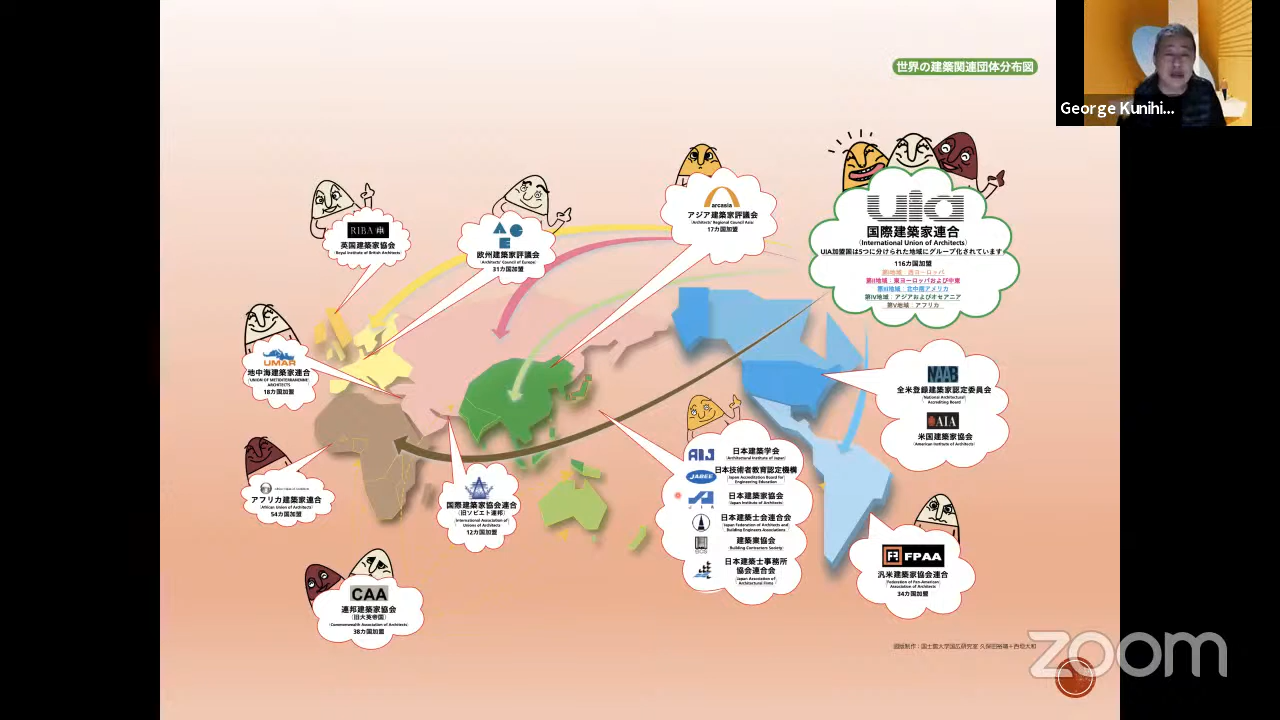 世界の建築関連団体分布図
George Kunihi...
uia
国際建築家連合
(International Union of Architects)
UIA加盟国は5つに分けられた地域にグループ化されています
116カ国加盟
第I地域：西ヨーロッパ
第II地域：東ヨーロッパおよび中東
第III地域：北中南アメリカ
第IV地域：アジアおよびオセアニア
第V地域：アフリカ
arcasia
アジア建築家評議会
(Architects' Regional Council Asia)
17カ国加盟
ACE
欧州建築家評議会
(Architects' Council of Europe)
31カ国加盟
RIBA
英国建築家協会
(Royal Institute of British Architects)
UMAR
地中海建築家連合
(UNION OF MEDITERRANEENNE
ARCHITECTS
18カ国加盟
アフリカ建築家連合
(African Union of Architects)
54カ国加盟
CAA
連邦建築家協会
(旧大英帝国)
(Commonwealth Association of Architects)
38カ国加盟
国際建築家協会連合
(旧ソビエト連邦)
International Association of
Unions of Architects
12カ国加盟
AIJ
日本建築学会
(Architectural Institute of Japan)
JABEE
日本技術者教育認定機構
Japan Accreditation Board for
Engineering Education
JIA
日本建築家協会
(Japan Institute of Architects)
日本建築士会連合会
Japan Federation of Architects and
Building Engineers Associations
BCS
建築業協会
Building Contractors Society
日本建築士事務所
協会連合会
Japan Association of
Architectural Firms
NAAB
全米登録建築家認定委員会
National Architectural
Accrediting Board
AIA
米国建築家協会
(American Institute of Architects)
FPAA
汎米建築家協会連合
Federation of Pan-American
Association of Architects
34カ国加盟
zoom